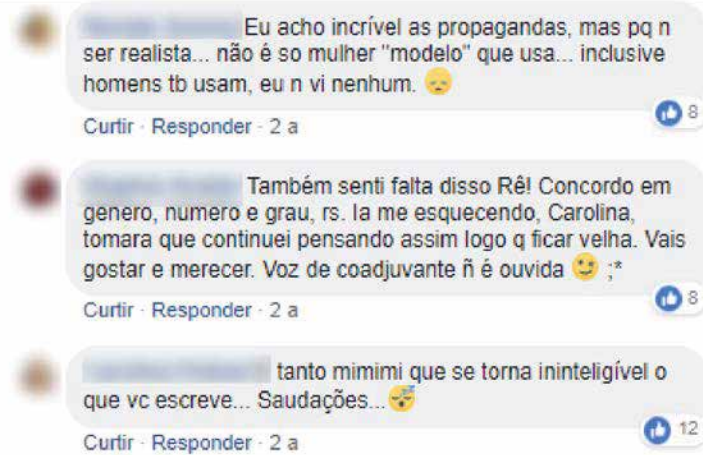 Eu acho incrível as propagandas, mas pq n
ser realista... não é so mulher "modelo" que usa... inclusive
homens tb usam, eu n vi nenhum. 😞
8
Curtir · Responder · 2 a
Também senti falta disso Rê! Concordo em
genero, numero e grau, rs. Ia me esquecendo, Carolina,
tomara que continuei pensando assim logo q ficar velha. Vais
gostar e merecer. Voz de coadjuvante ñ é ouvida 😉 ;*
8
Curtir · Responder · 2 a
tanto mimimi que se torna ininteligível o
que vc escreve... Saudações...😴
12
Curtir · Responder · 2 a